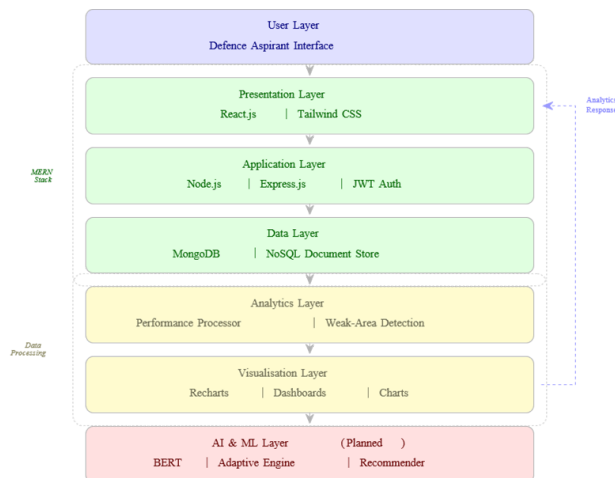 User Layer
Defence Aspirant Interface
Presentation Layer
React.js | Tailwind CSS
Analytics
Response
Application Layer
Node.js | Express.js | JWT Auth
MERN
Stack
Data Layer
MongoDB | NoSQL Document Store
Analytics Layer
Performance Processor | Weak-Area Detection
Data
Processing
Visualisation Layer
Recharts | Dashboards | Charts
AI & ML Layer (Planned )
BERT | Adaptive Engine | Recommender